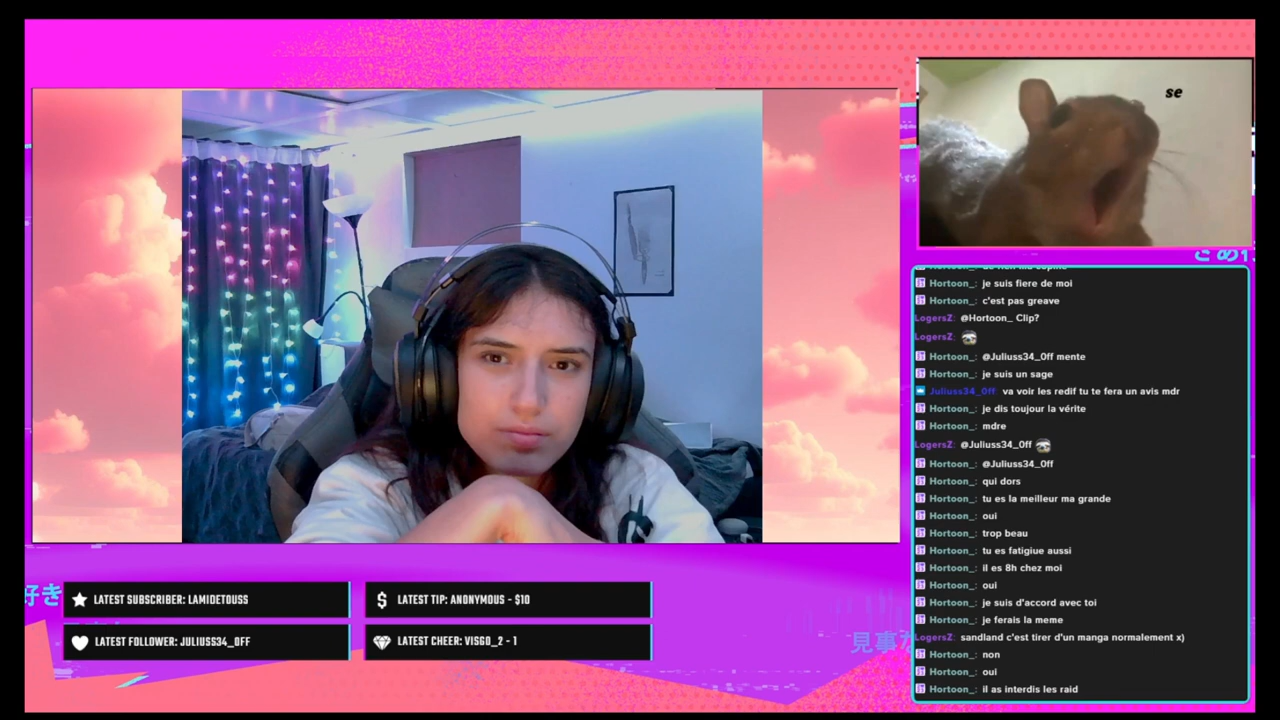 se
Hortoon_: je suis fiere de moi
Hortoon_: c'est pas greave
LogersZ: @Hortoon_ Clip?
LogersZ:
Hortoon_: @Juliuss34_Off mente
Hortoon_: je suis un sage
Juliuss34_Off va voir les redif tu te fera un avis mdr
Hortoon_: je dis toujour la vérite
Hortoon_: mdre
LogersZ: @Juliuss34_Off
Hortoon_: @Juliuss34_Off
Hortoon_: qui dors
Hortoon_: tu es la meilleur ma grande
Hortoon_: oui
Hortoon_: trop beau
Hortoon_: tu es fatigiue aussi
Hortoon_: il es 8h chez moi
Hortoon_: oui
Hortoon_: je suis d'accord avec toi
Hortoon_: je ferais la meme
LogersZ: sandland c'est tirer d'un manga normalement x)
Hortoon_: non
Hortoon_: oui
Hortoon_: il as interdis les raid
好き
LATEST SUBSCRIBER: LAMIDETOUSS
LATEST TIP: ANONYMOUS - $10
LATEST FOLLOWER: JULIUSS34_OFF
LATEST CHEER: VISGO_2 - 1
見事な